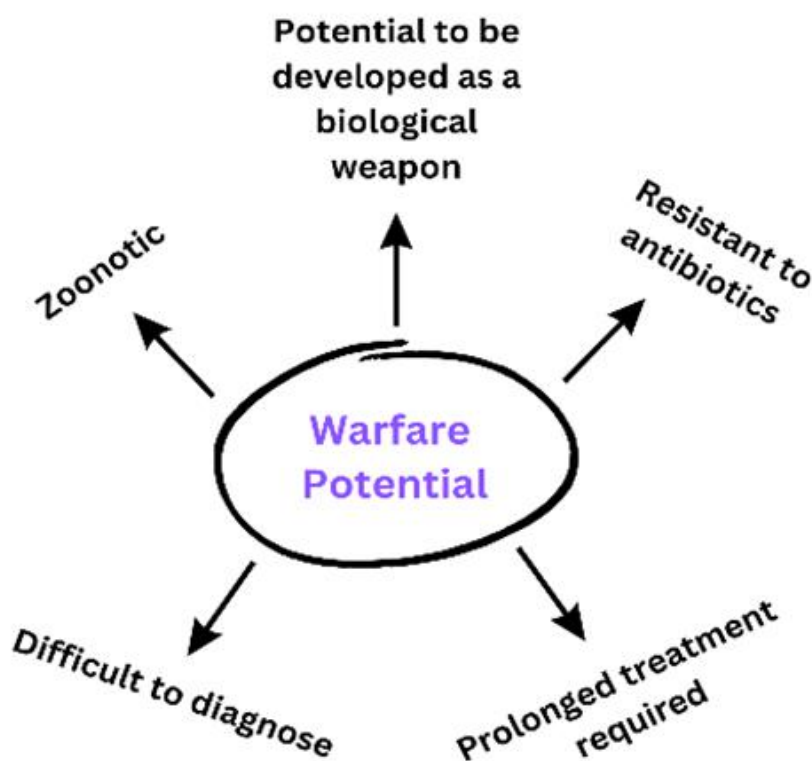 Potential to be
developed as a
biological
weapon
Zoonotic
Resistant to
antibiotics
Warfare
Potential
Difficult to diagnose
Prolonged treatment
required